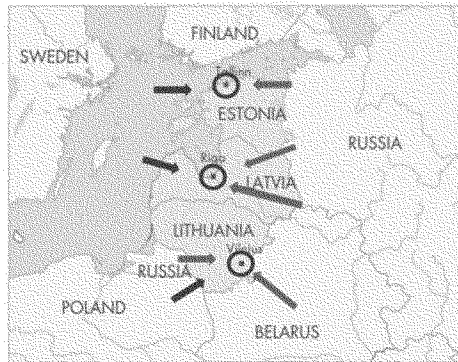 FINLAND
SWEDEN
Tallinn
ESTONIA
RUSSIA
Riga
LATVIA
LITHUANIA
Vilnius
RUSSIA
POLAND
BELARUS